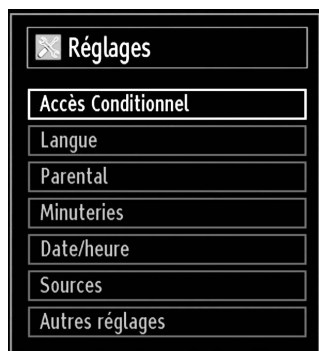 Réglages
Accès Conditionnel
Langue
Parental
Minuteries
Date/heure
Sources
Autres réglages